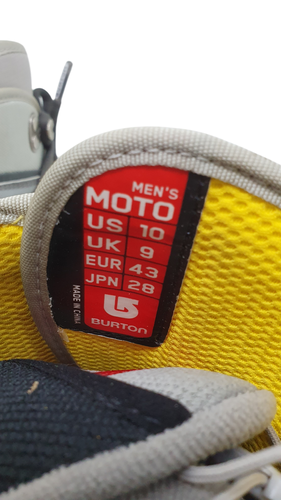 MEN'S
MOTO
US 10
UK 9
EUR 43
JPN 28
BURTON
MADE IN CHINA